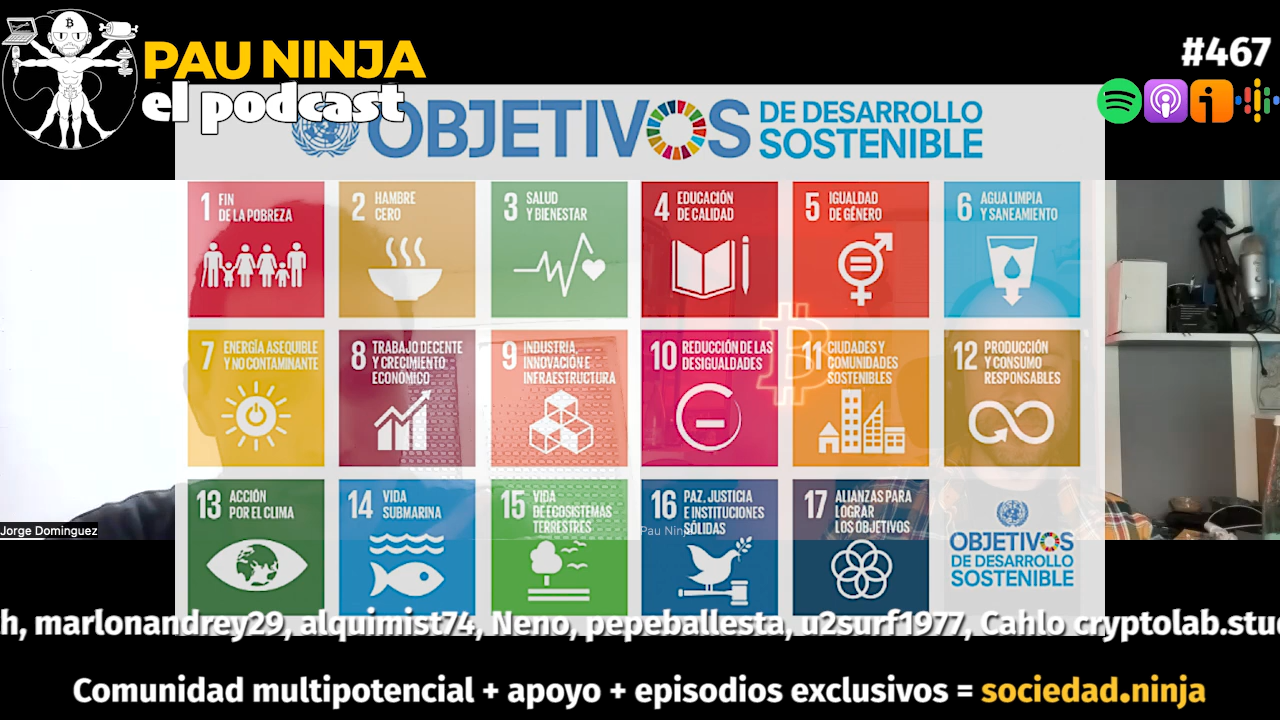 PAU NINJA
el podcast
#467
OBJETIVOS
DE DESARROLLO
SOSTENIBLE
1 FIN
DE LA POBREZA
2 HAMBRE
CERO
3 SALUD
Y BIENESTAR
4 EDUCACIÓN
DE CALIDAD
5 IGUALDAD
DE GÉNERO
6 AGUA LIMPIA
Y SANEAMIENTO
7 ENERGÍA ASEQUIBLE
Y NO CONTAMINANTE
8 TRABAJO DECENTE
Y CRECIMIENTO
ECONÓMICO
9 INDUSTRIA,
INNOVACIÓN E
INFRAESTRUCTURA
10 REDUCCIÓN DE LAS
DESIGUALDADES
11 CIUDADES Y
COMUNIDADES
SOSTENIBLES
12 PRODUCCIÓN
Y CONSUMO
RESPONSABLES
13 ACCIÓN
POR EL CLIMA
14 VIDA
SUBMARINA
15 VIDA
DE ECOSISTEMAS
TERRESTRES
16 PAZ, JUSTICIA
E INSTITUCIONES
SÓLIDAS
17 ALIANZAS PARA
LOGRAR
LOS OBJETIVOS
OBJETIVOS
DE DESARROLLO
SOSTENIBLE
Jorge Dominguez
Pau Ninja
h, marlonandrey29, alquimist74, Neno, pepeballesta, u2surf1977, Cahlo cryptolab.stu
Comunidad multipotencial + apoyo + episodios exclusivos = sociedad.ninja